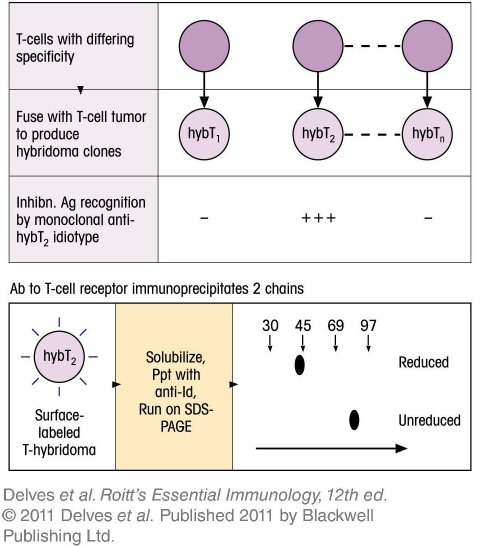 T-cells with differing
specificity
Fuse with T-cell tumor
to produce
hybridoma clones
hybT1
hybT2
hybTn
Inhibn. Ag recognition
by monoclonal anti-
hybT2 idiotype
–
+++
–
Ab to T-cell receptor immunoprecipitates 2 chains
hybT2
Surface-
labeled
T-hybridoma
Solubilize,
Ppt with
anti-Id,
Run on SDS-
PAGE
30 45 69 97
Reduced
Unreduced
Delves et al. Roitt's Essential Immunology, 12th ed.
© 2011 Delves et al. Published 2011 by Blackwell
Publishing Ltd.